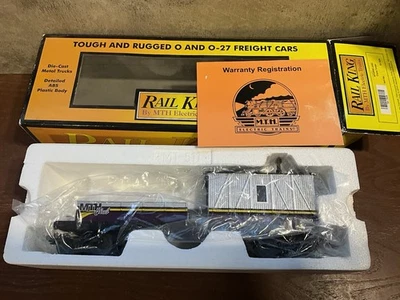 TOUGH AND RUGGED O AND O-27 FREIGHT CARS
Die-Cast
Metal Trucks
Detailed
ABS
Plastic Body
RAIL KING
By MTH Electric
Warranty Registration
M.T.H.
ELECTRIC TRAINS
RAIL KING
RAIL
MTH